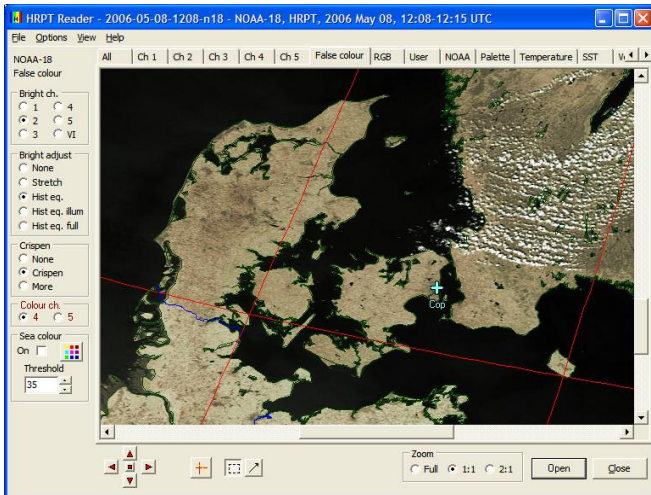 HRPT Reader - 2006-05-08-1208-n18 - NOAA-18, HRPT, 2006 May 08, 12:08-12:15 UTC
File Options View Help
NOAA-18
False colour
All Ch 1 Ch 2 Ch 3 Ch 4 Ch 5 False colour RGB User NOAA Palette Temperature SST
Bright ch.
1 4
2 5
3 VI
Bright adjust
None
Stretch
Hist eq.
Hist eq. illum
Hist eq. full
Crispen
None
Crispen
More
Colour ch.
4 5
Sea colour
On
Threshold
35
Cop
Zoom
Full 1:1 2:1
Open
Close